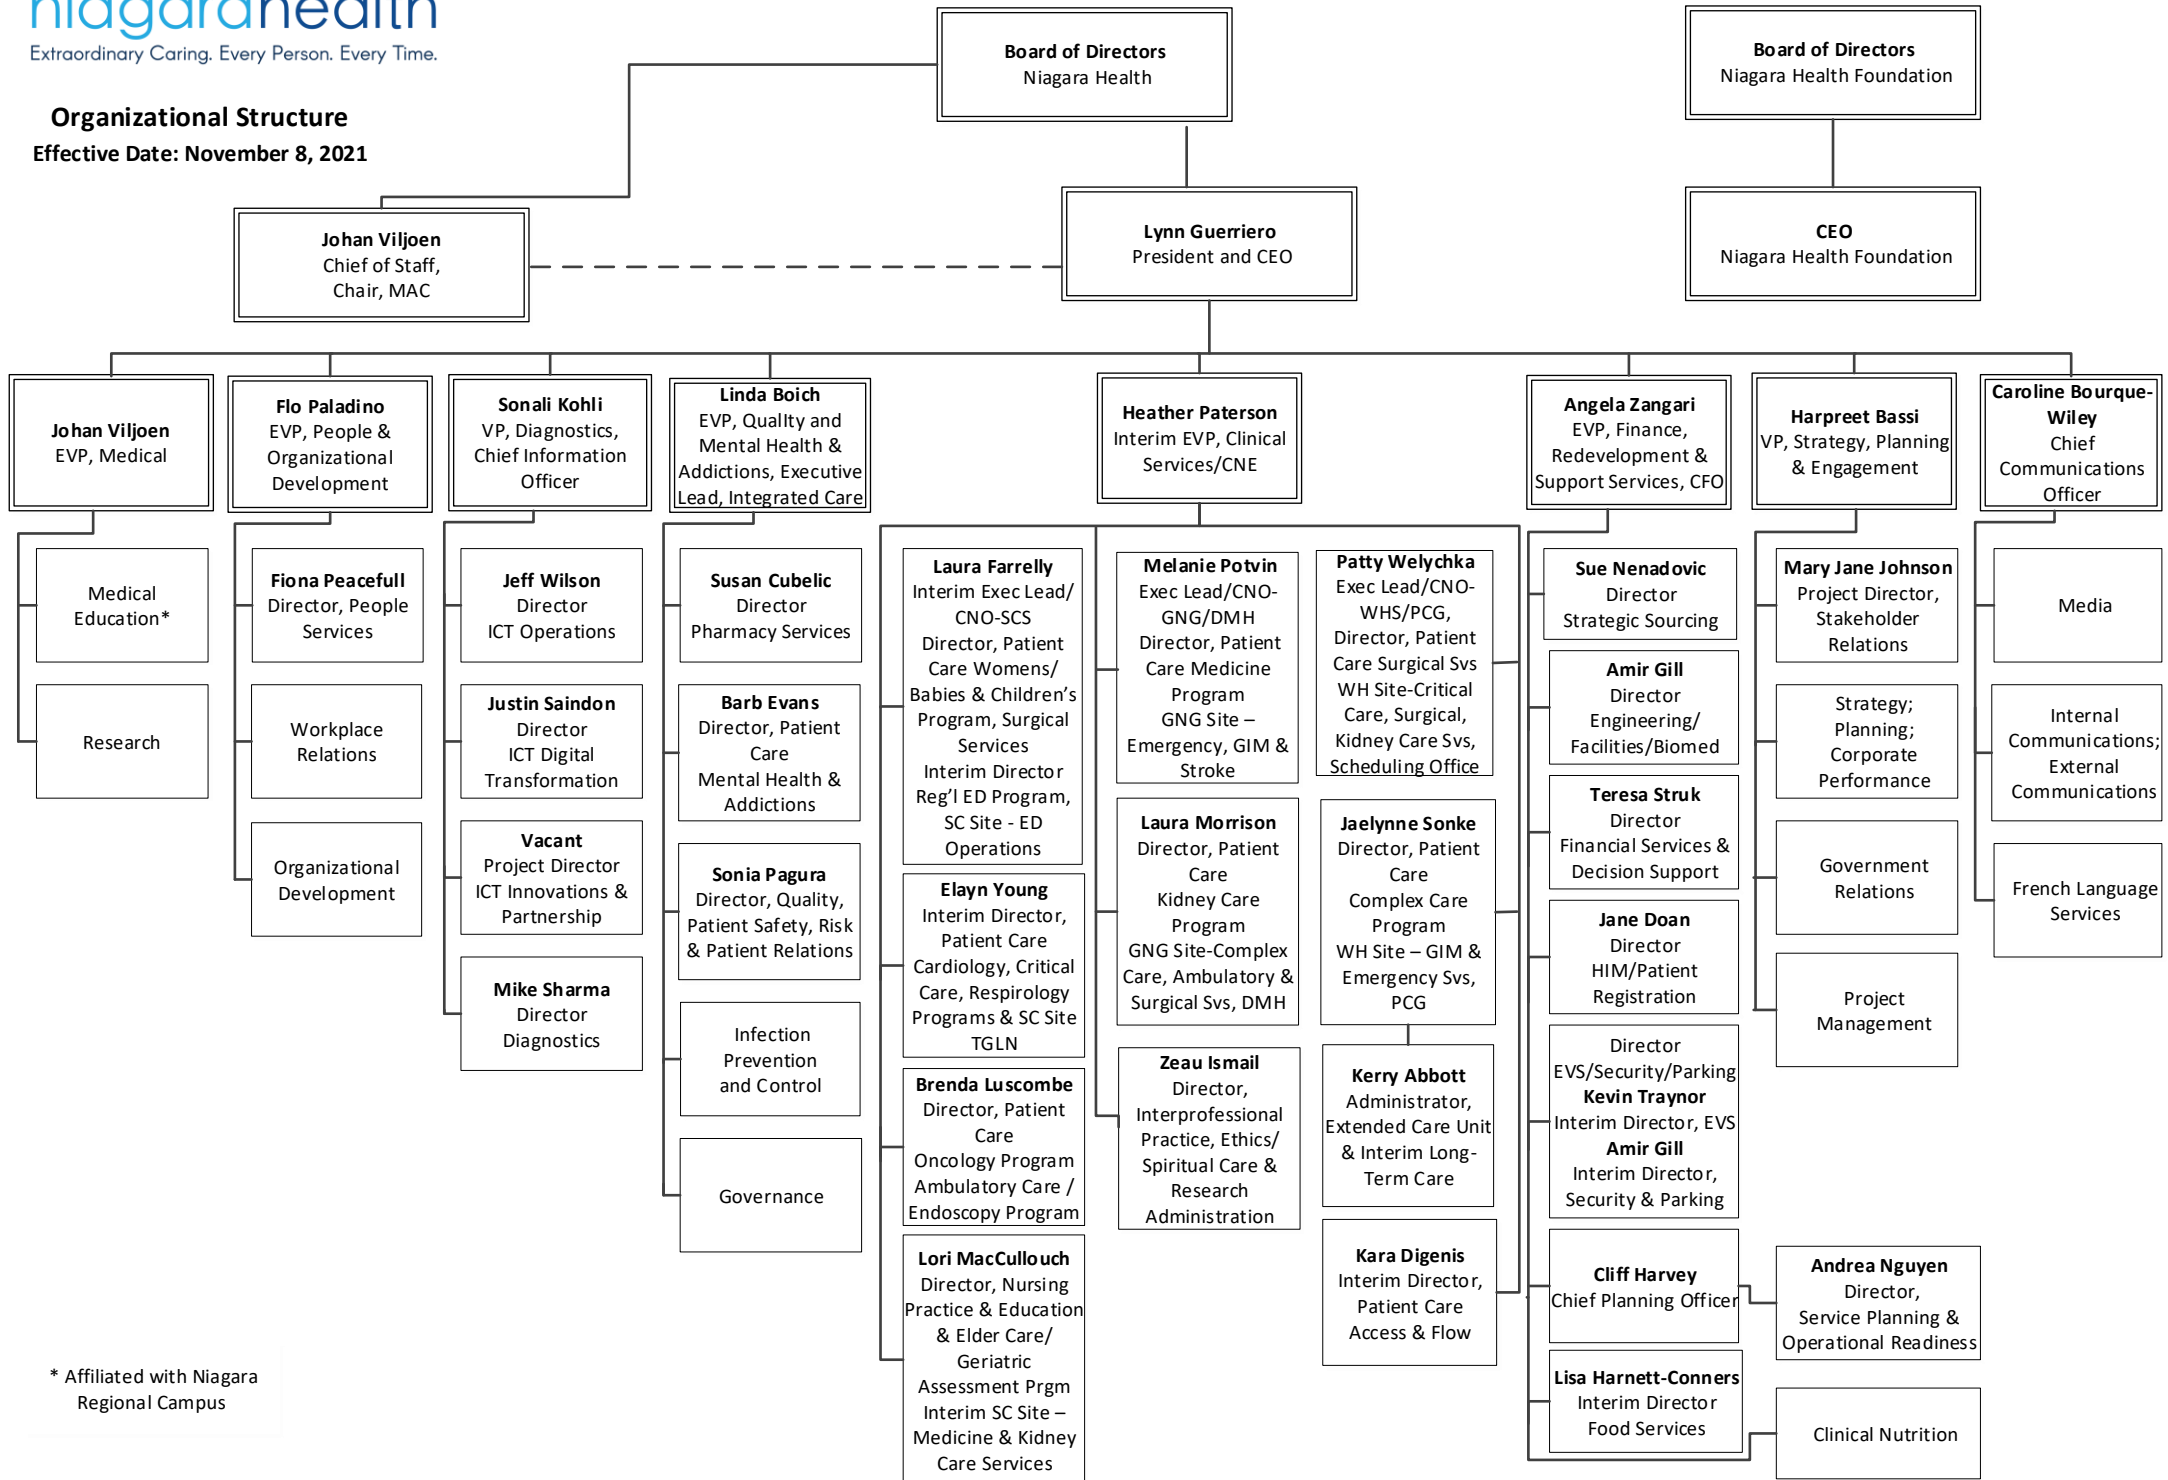 niagarahealth
Extraordinary Caring. Every Person. Every Time.
Organizational Structure
Effective Date: November 8, 2021
Board of Directors
Niagara Health
Board of Directors
Niagara Health Foundation
Johan Viljoen
Chief of Staff,
Chair, MAC
Lynn Guerriero
President and CEO
CEO
Niagara Health Foundation
Johan Viljoen
EVP, Medical
Flo Paladino
EVP, People &
Organizational
Development
Sonali Kohli
VP, Diagnostics,
Chief Information
Officer
Linda Boich
EVP, QualIty and
Mental Health &
Addictions, Executive
Lead, Integrated Care
Heather Paterson
Interim EVP, Clinical
Services/CNE
Angela Zangari
EVP, Finance,
Redevelopment &
Support Services, CFO
Harpreet Bassi
VP, Strategy, Planning
& Engagement
Caroline Bourque-
Wiley
Chief
Communications
Officer
Medical
Education*
Research
Fiona Peacefull
Director, People
Services
Workplace
Relations
Organizational
Development
Jeff Wilson
Director
ICT Operations
Justin Saindon
Director
ICT Digital
Transformation
Vacant
Project Director
ICT Innovations &
Partnership
Mike Sharma
Director
Diagnostics
Susan Cubelic
Director
Pharmacy Services
Barb Evans
Director, Patient
Care
Mental Health &
Addictions
Sonia Pagura
Director, Quality,
Patient Safety, Risk
& Patient Relations
Infection
Prevention
and Control
Governance
Laura Farrelly
Interim Exec Lead/
CNO-SCS
Director, Patient
Care Womens/
Babies & Children's
Program, Surgical
Services
Interim Director
Reg'l ED Program,
SC Site - ED
Operations
Elayn Young
Interim Director,
Patient Care
Cardiology, Critical
Care, Respirology
Programs & SC Site
TGLN
Brenda Luscombe
Director, Patient
Care
Oncology Program
Ambulatory Care /
Endoscopy Program
Lori MacCullouch
Director, Nursing
Practice & Education
& Elder Care/
Geriatric
Assessment Prgm
Interim SC Site –
Medicine & Kidney
Care Services
Melanie Potvin
Exec Lead/CNO-
GNG/DMH
Director, Patient
Care Medicine
Program
GNG Site –
Emergency, GIM &
Stroke
Laura Morrison
Director, Patient
Care
Kidney Care
Program
GNG Site-Complex
Care, Ambulatory &
Surgical Svs, DMH
Zeau Ismail
Director,
Interprofessional
Practice, Ethics/
Spiritual Care &
Research
Administration
Patty Welychka
Exec Lead/CNO-
WHS/PCG,
Director, Patient
Care Surgical Svs
WH Site-Critical
Care, Surgical,
Kidney Care Svs,
Scheduling Office
Jaelynne Sonke
Director, Patient
Care
Complex Care
Program
WH Site – GIM &
Emergency Svs,
PCG
Kerry Abbott
Administrator,
Extended Care Unit
& Interim Long-
Term Care
Kara Digenis
Interim Director,
Patient Care
Access & Flow
Sue Nenadovic
Director
Strategic Sourcing
Amir Gill
Director
Engineering/
Facilities/Biomed
Teresa Struk
Director
Financial Services &
Decision Support
Jane Doan
Director
HIM/Patient
Registration
Director
EVS/Security/Parking
Kevin Traynor
Interim Director, EVS
Amir Gill
Interim Director,
Security & Parking
Cliff Harvey
Chief Planning Officer
Lisa Harnett-Conners
Interim Director
Food Services
Mary Jane Johnson
Project Director,
Stakeholder
Relations
Strategy;
Planning;
Corporate
Performance
Government
Relations
Project
Management
Andrea Nguyen
Director,
Service Planning &
Operational Readiness
Clinical Nutrition
Media
Internal
Communications;
External
Communications
French Language
Services
* Affiliated with Niagara
Regional Campus